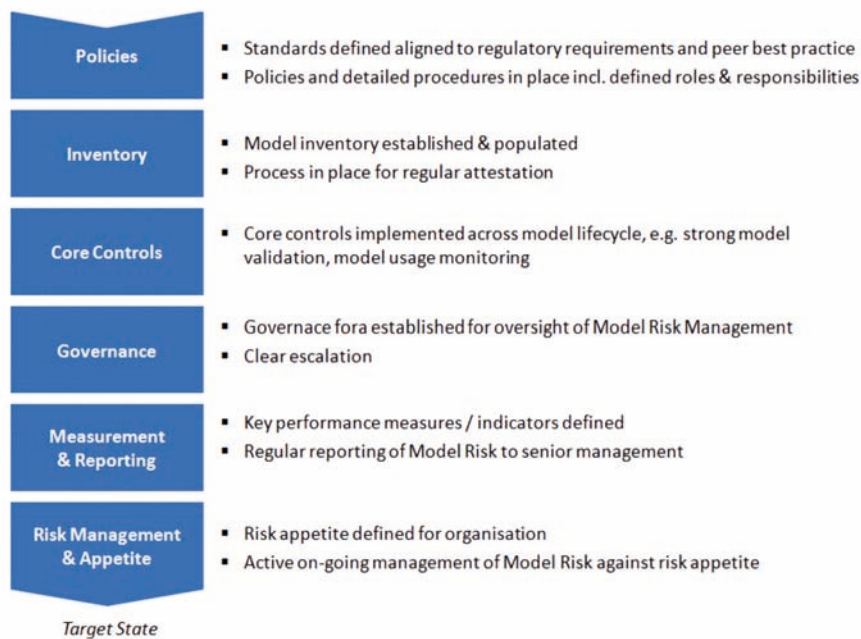 Policies
▪ Standards defined aligned to regulatory requirements and peer best practice
▪ Policies and detailed procedures in place incl. defined roles & responsibilities
Inventory
▪ Model inventory established & populated
▪ Process in place for regular attestation
Core Controls
▪ Core controls implemented across model lifecycle, e.g. strong model
validation, model usage monitoring
Governance
▪ Governace fora established for oversight of Model Risk Management
▪ Clear escalation
Measurement
& Reporting
▪ Key performance measures / indicators defined
▪ Regular reporting of Model Risk to senior management
Risk Management
& Appetite
▪ Risk appetite defined for organisation
▪ Active on-going management of Model Risk against risk appetite
Target State